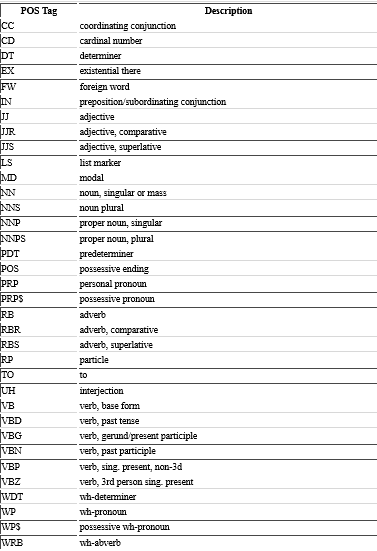 POS Tag Description
CC coordinating conjunction
CD cardinal number
DT determiner
EX existential there
FW foreign word
IN preposition/subordinating conjunction
JJ adjective
JJR adjective, comparative
JJS adjective, superlative
LS list marker
MD modal
NN noun, singular or mass
NNS noun plural
NNP proper noun, singular
NNPS proper noun, plural
PDT predeterminer
POS possessive ending
PRP personal pronoun
PRP$ possessive pronoun
RB adverb
RBR adverb, comparative
RBS adverb, superlative
RP particle
TO to
UH interjection
VB verb, base form
VBD verb, past tense
VBG verb, gerund/present participle
VBN verb, past participle
VBP verb, sing. present, non-3d
VBZ verb, 3rd person sing. present
WDT wh-determiner
WP wh-pronoun
WP$ possessive wh-pronoun
WRB wh-abverb